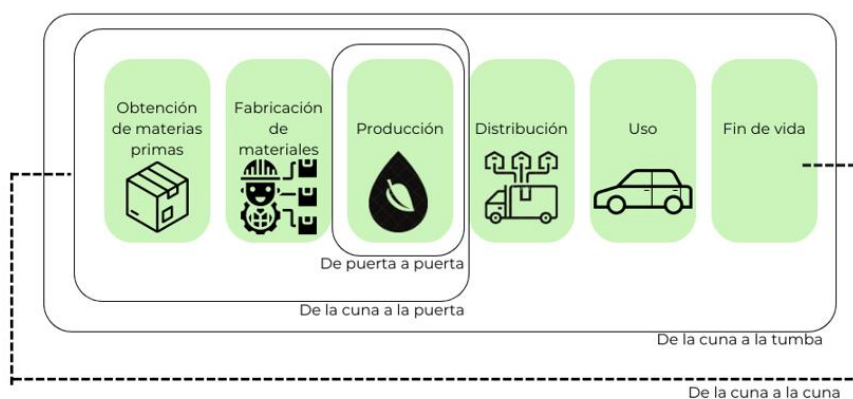 Obtención
de materias
primas
Fabricación
de
materiales
Producción
Distribución
Uso
Fin de vida
De puerta a puerta
De la cuna a la puerta
De la cuna a la tumba
De la cuna a la cuna